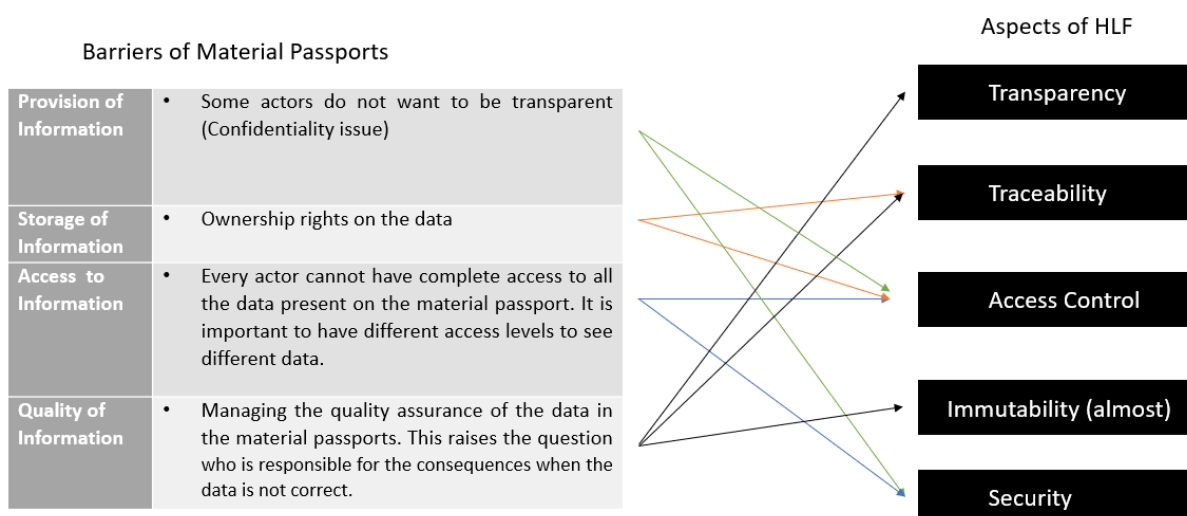 Barriers of Material Passports
Provision of
Information
• Some actors do not want to be transparent
(Confidentiality issue)
Storage of
Information
• Ownership rights on the data
Access to
Information
• Every actor cannot have complete access to all
the data present on the material passport. It is
important to have different access levels to see
different data.
Quality of
Information
• Managing the quality assurance of the data in
the material passports. This raises the question
who is responsible for the consequences when the
data is not correct.
Aspects of HLF
Transparency
Traceability
Access Control
Immutability (almost)
Security